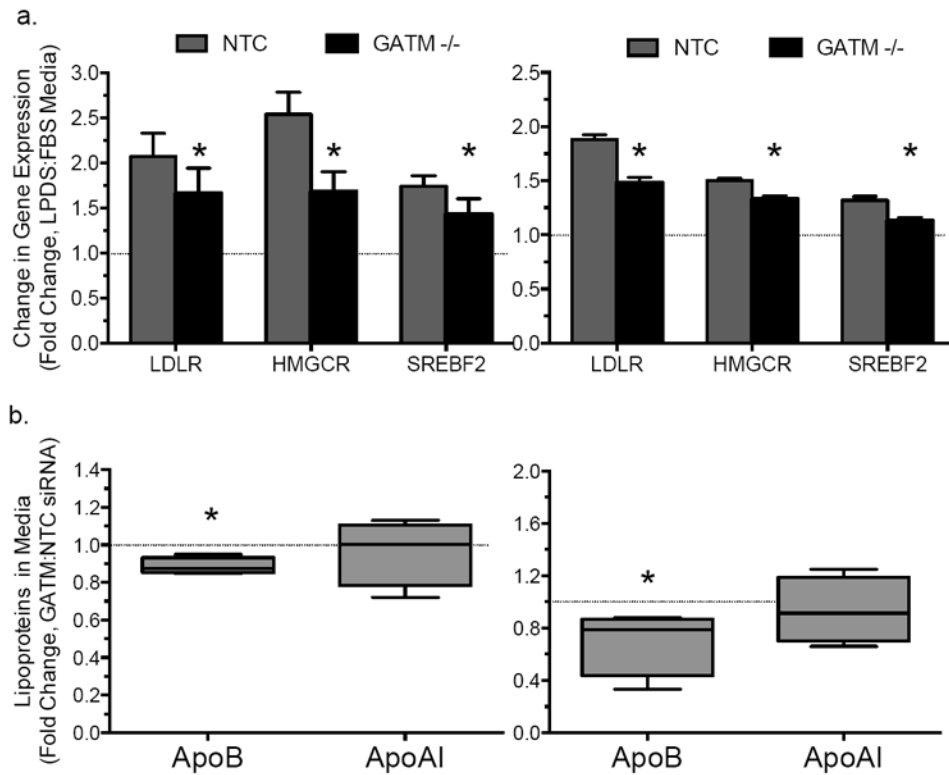 a.
NTC GATM -/-
NTC GATM -/-
Change in Gene Expression
(Fold Change, LPDS:FBS Media)
3.0
2.5
2.0
1.5
1.0
0.5
0.0
* * *
LDLR HMGCR SREBF2
2.5
2.0
1.5
1.0
0.5
0.0
* * *
LDLR HMGCR SREBF2
b.
Lipoproteins in Media
(Fold Change, GATM:NTC siRNA)
1.4
1.2
1.0
0.8
0.6
0.4
0.2
0.0
*
ApoB ApoAI
2.0
1.6
1.2
0.8
0.4
0.0
*
ApoB ApoAI